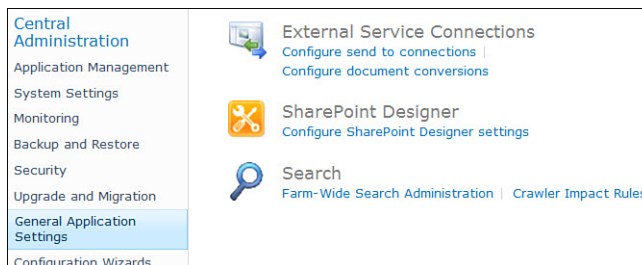 Central
Administration
Application Management
System Settings
Monitoring
Backup and Restore
Security
Upgrade and Migration
General Application
Settings
Configuration Wizards
External Service Connections
Configure send to connections |
Configure document conversions
SharePoint Designer
Configure SharePoint Designer settings
Search
Farm-Wide Search Administration | Crawler Impact Rules